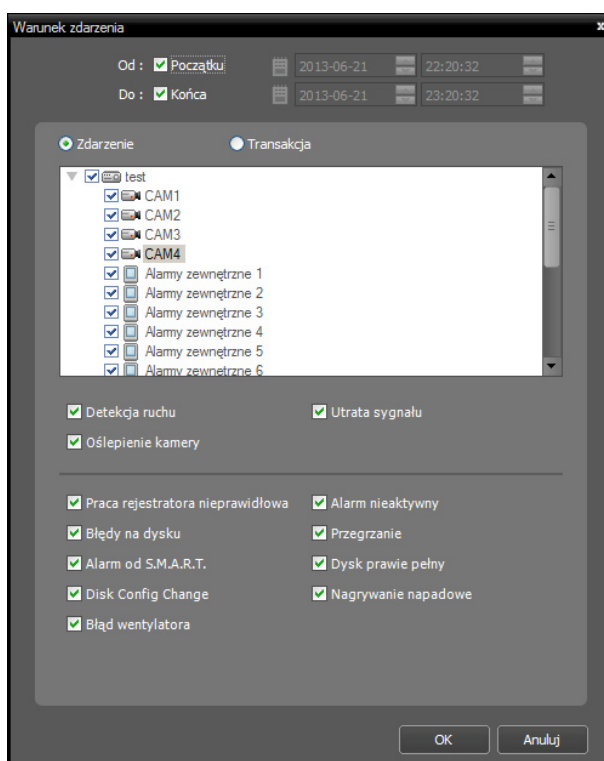 Warunek zdarzenia
Od : Początku 2013-06-21 22:20:32
Do : Końca 2013-06-21 23:20:32
Zdarzenie Transakcja
test
CAM1
CAM2
CAM3
CAM4
Alarmy zewnętrzne 1
Alarmy zewnętrzne 2
Alarmy zewnętrzne 3
Alarmy zewnętrzne 4
Alarmy zewnętrzne 5
Alarmy zewnętrzne 6
Detekcja ruchu Utrata sygnału
Oślepienie kamery
Praca rejestratora nieprawidłowa Alarm nieaktywny
Błędy na dysku Przegrzanie
Alarm od S.M.A.R.T. Dysk prawie pełny
Disk Config Change Nagrywanie napadowe
Błąd wentylatora
OK Anuluj